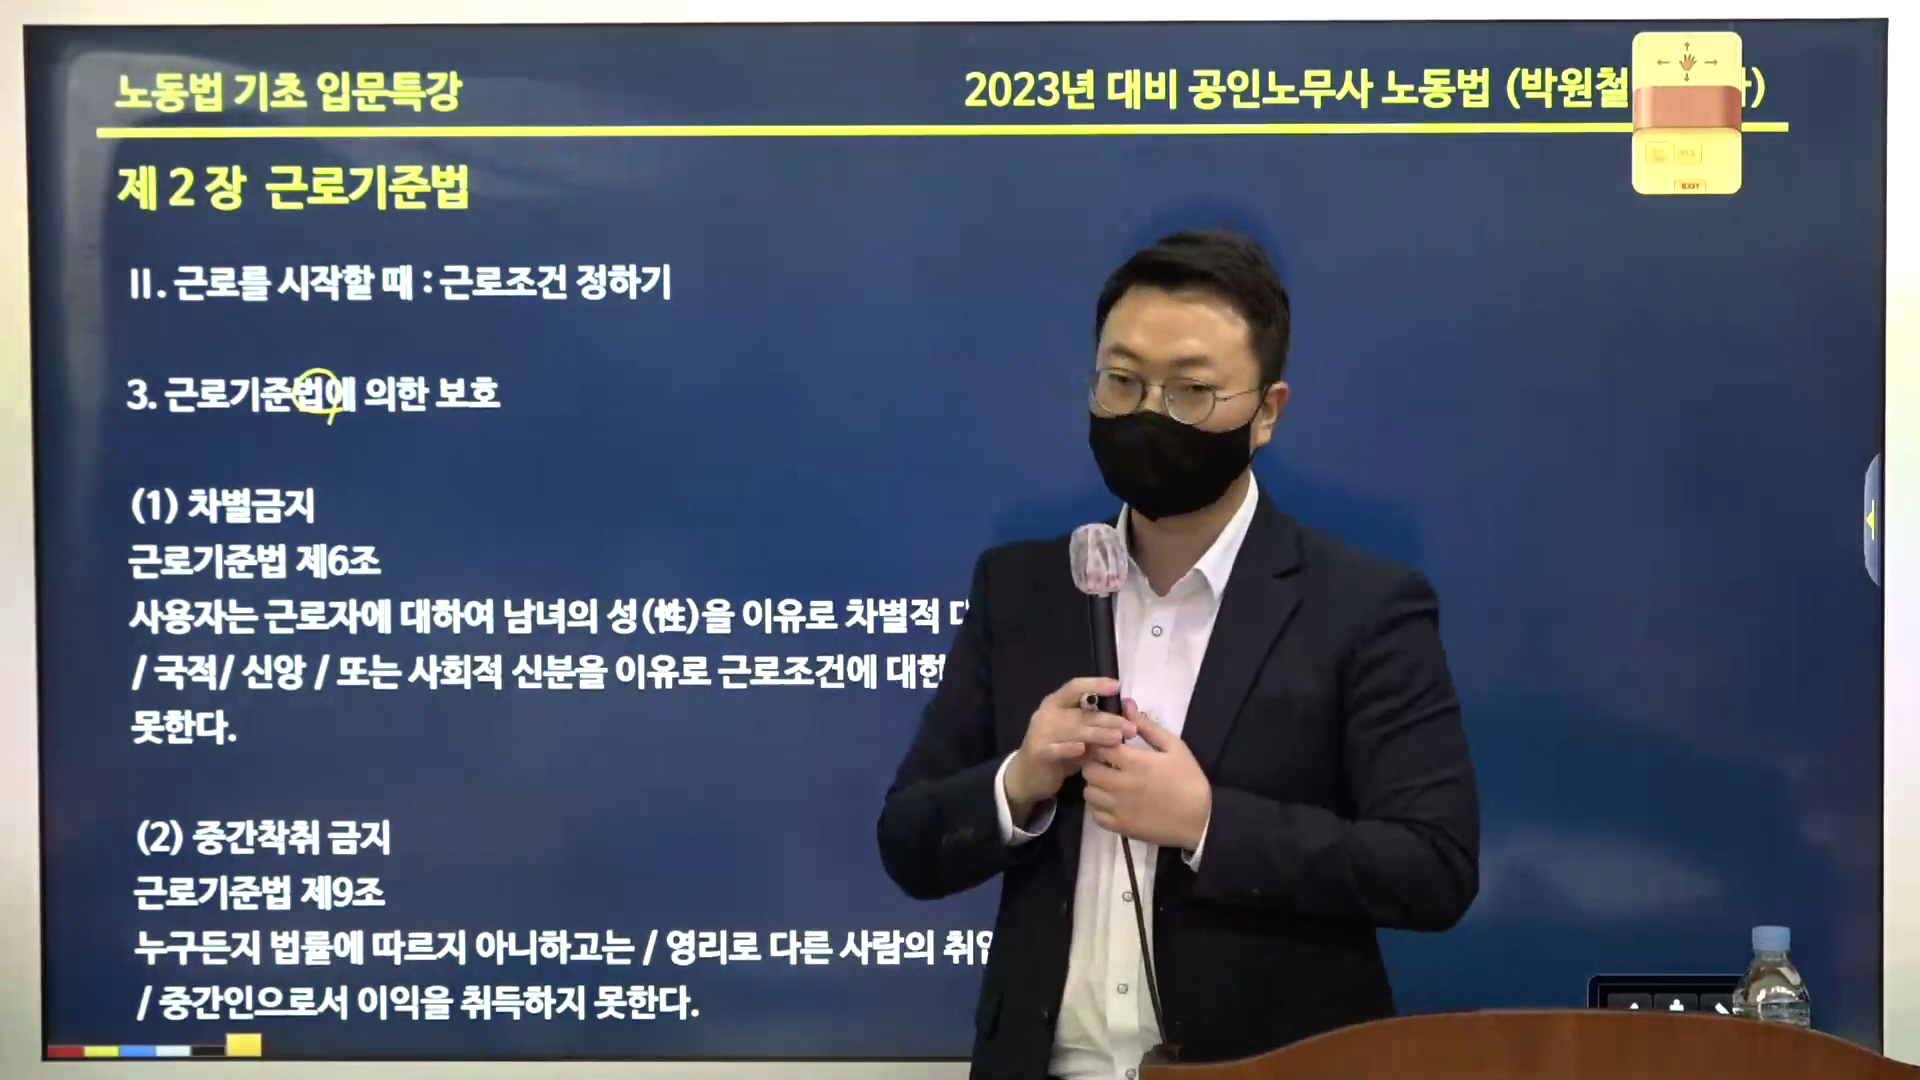 노동법 기초 입문특강
2023년 대비 공인노무사 노동법 (박원철
제 2 장 근로기준법
II. 근로를 시작할 때 : 근로조건 정하기
3. 근로기준법에 의한 보호
(1) 차별금지
근로기준법 제6조
사용자는 근로자에 대하여 남녀의 성(性)을 이유로 차별적
/ 국적/ 신앙 / 또는 사회적 신분을 이유로 근로조건에 대한
못한다.
(2) 중간착취 금지
근로기준법 제9조
누구든지 법률에 따르지 아니하고는 / 영리로 다른 사람의
/ 중간인으로서 이익을 취득하지 못한다.